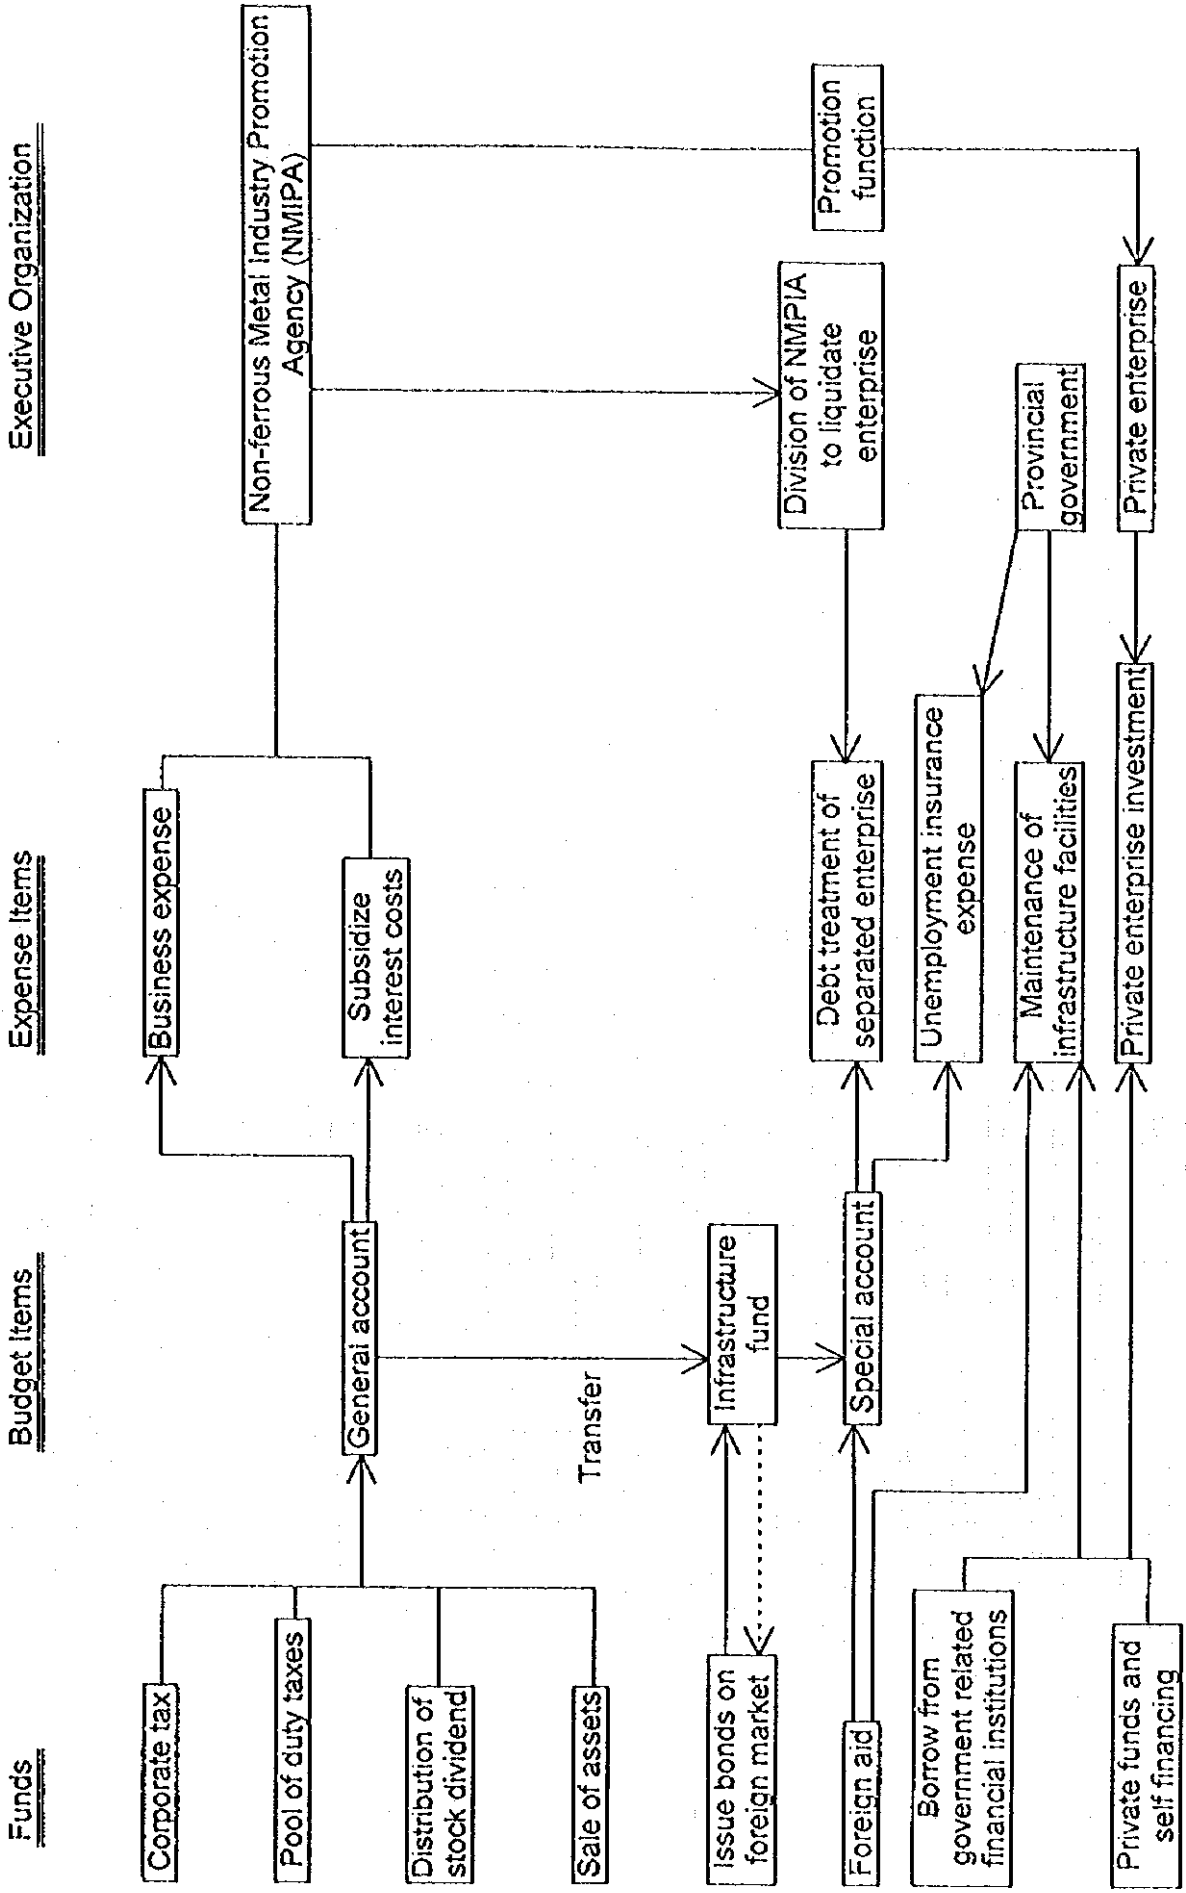 Funds
Budget Items
Expense Items
Executive Organization
Corporate tax
Pool of duty taxes
Distribution of
stock dividend
Sale of assets
Issue bonds on
foreign market
Foreign aid
Borrow from
government related
financial institutions
Private funds and
self financing
General account
Transfer
Infrastructure
fund
Special account
Business expense
Subsidize
interest costs
Debt treatment of
separated enterprise
Unemployment insurance
expense
Maintenance of
infrastructure facilities
Private enterprise investment
Non-ferrous Metal Industry Promotion
Agency (NMIPA)
Division of NMPIA
to liquidate
enterprise
Promotion
function
Provincial
government
Private enterprise